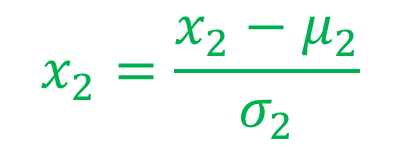 x₂ = (x₂ − μ₂) / σ₂